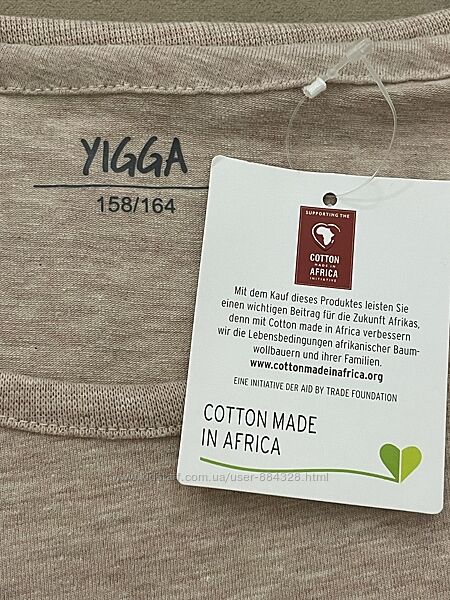 YIGGA
158/164
SUPPORTING THE
COTTON
MADE IN
AFRICA
INITIATIVE
Mit dem Kauf dieses Produktes leisten Sie
einen wichtigen Beitrag für die Zukunft Afrikas,
denn mit Cotton made in Africa verbessern
wir die Lebensbedingungen afrikanischer Baum-
wollbauern und ihrer Familien.
www.cottonmadeinafrica.org
EINE INITIATIVE DER AID BY TRADE FOUNDATION
COTTON MADE
IN AFRICA
.com.ua/user-884328.html